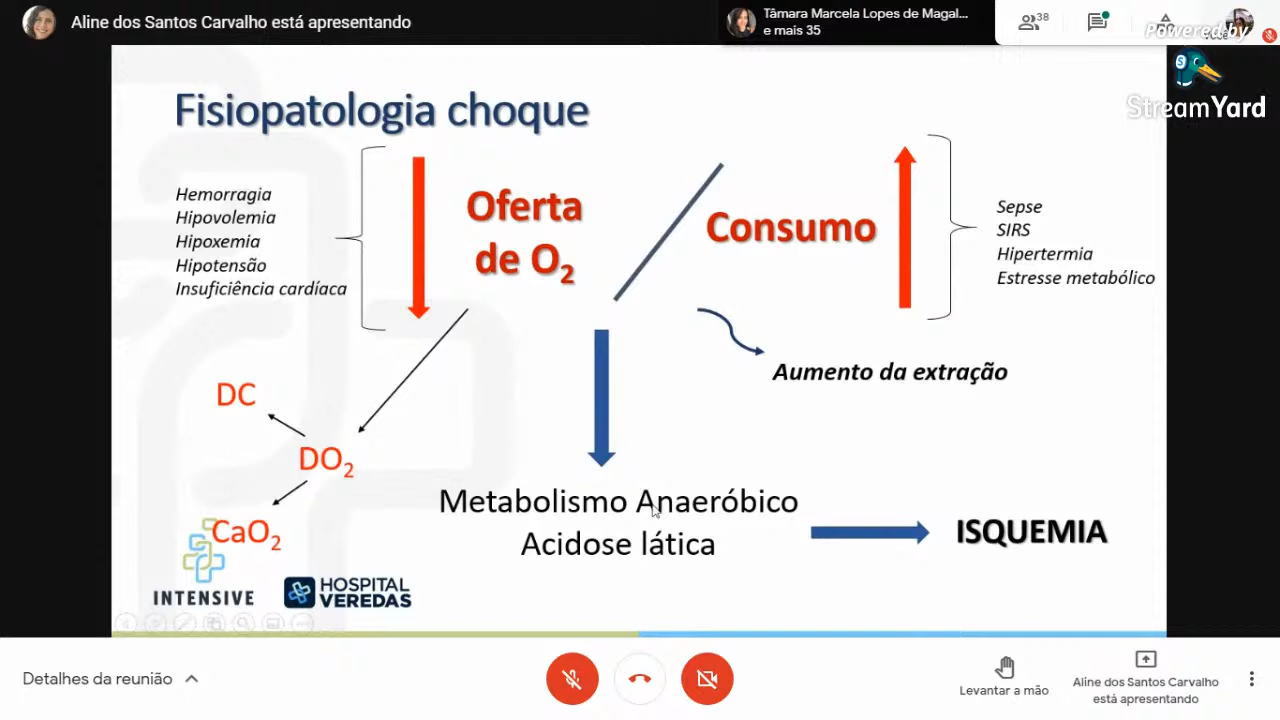 Aline dos Santos Carvalho está apresentando
Tâmara Marcela Lopes de Magal...
e mais 35
38
Powered by
StreamYard
Fisiopatologia choque
Hemorragia
Hipovolemia
Hipoxemia
Hipotensão
Insuficiência cardíaca
Oferta
de O₂
Consumo
Sepse
SIRS
Hipertermia
Estresse metabólico
Aumento da extração
DC
DO₂
CaO₂
Metabolismo Anaeróbico
Acidose lática
ISQUEMIA
INTENSIVE
HOSPITAL
VEREDAS
Detalhes da reunião
Levantar a mão
Aline dos Santos Carvalho
está apresentando